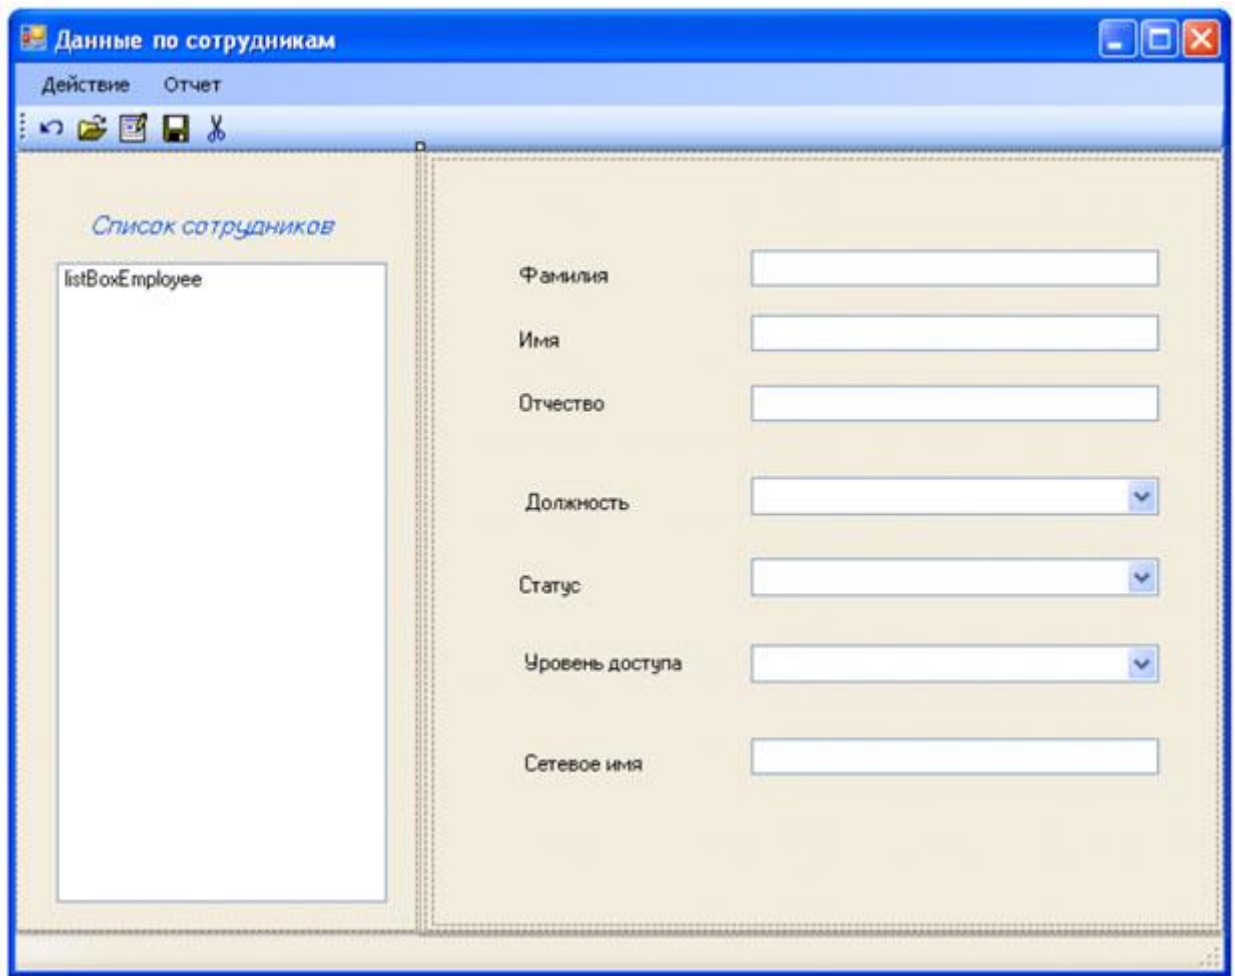 Данные по сотрудникам
Действие Отчет
Список сотрудников
listBoxEmployee
Фамилия
Имя
Отчество
Должность
Статус
Уровень доступа
Сетевое имя